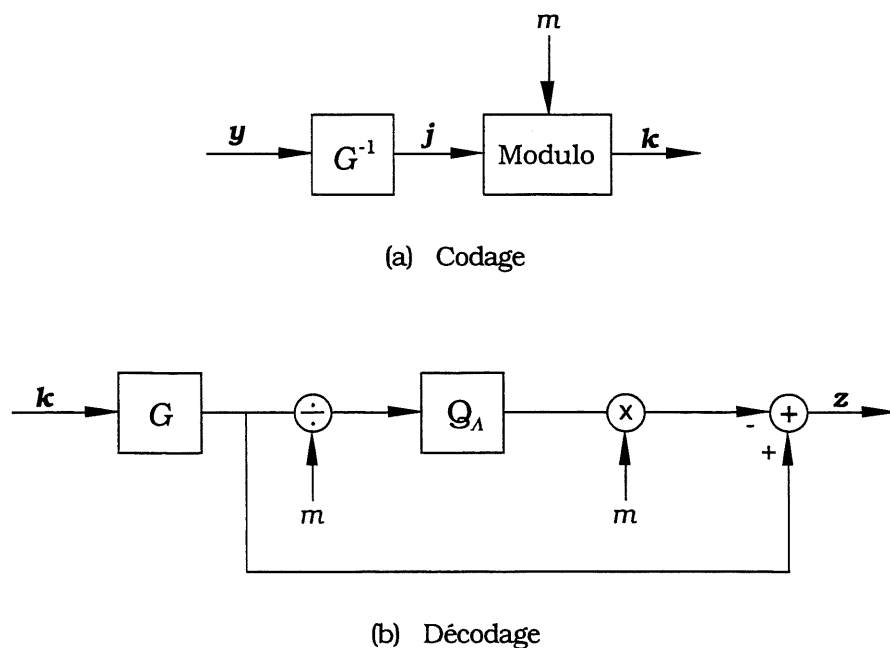 m
y G⁻¹ j Modulo k
(a) Codage
k G ÷ Q_Λ x - + z
+
m m
(b) Décodage